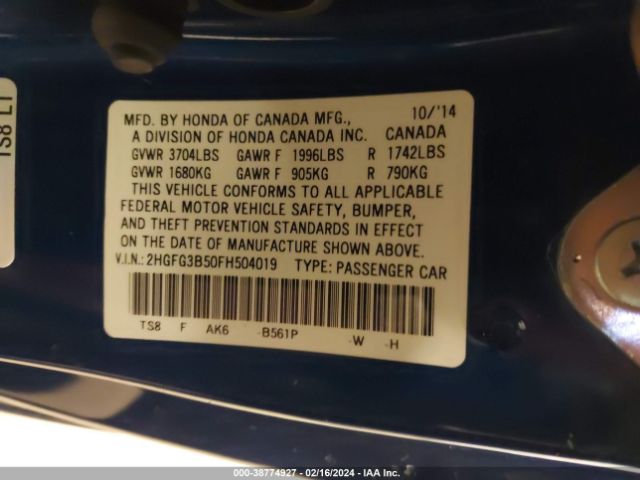 TS8 LT
MFD. BY HONDA OF CANADA MFG., 10/'14
A DIVISION OF HONDA CANADA INC. CANADA
GVWR 3704LBS GAWR F 1996LBS R 1742LBS
GVWR 1680KG GAWR F 905KG R 790KG
THIS VEHICLE CONFORMS TO ALL APPLICABLE
FEDERAL MOTOR VEHICLE SAFETY, BUMPER,
AND THEFT PREVENTION STANDARDS IN EFFECT
ON THE DATE OF MANUFACTURE SHOWN ABOVE.
V.I.N.: 2HGFG3B50FH504019 TYPE: PASSENGER CAR
TS8 F AK6 -B561P -W -H
000-38774927 - 02/16/2024 - IAA Inc.